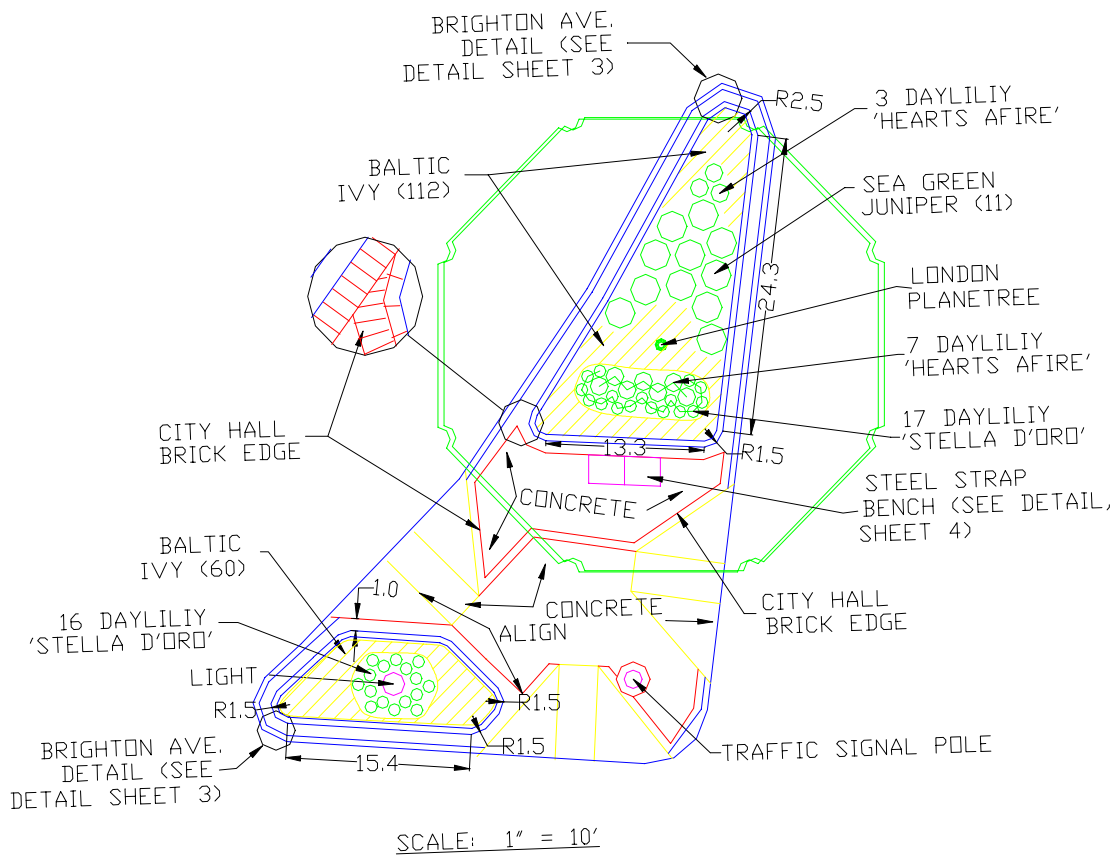 BRIGHTON AVE.
DETAIL (SEE
DETAIL SHEET 3)
R2.5
3 DAYLILIY
'HEARTS AFIRE'
BALTIC
IVY (112)
SEA GREEN
JUNIPER (11)
24.3
LONDON
PLANETREE
7 DAYLILIY
'HEARTS AFIRE'
17 DAYLILIY
'STELLA D'ORO'
CITY HALL
BRICK EDGE
13.3
R1.5
STEEL STRAP
BENCH (SEE DETAIL,
SHEET 4)
CONCRETE
BALTIC
IVY (60)
1.0
CONCRETE
CITY HALL
BRICK EDGE
16 DAYLILIY
'STELLA D'ORO'
ALIGN
LIGHT
R1.5
R1.5
R1.5
BRIGHTON AVE.
DETAIL (SEE
DETAIL SHEET 3)
15.4
TRAFFIC SIGNAL POLE
SCALE: 1" = 10'